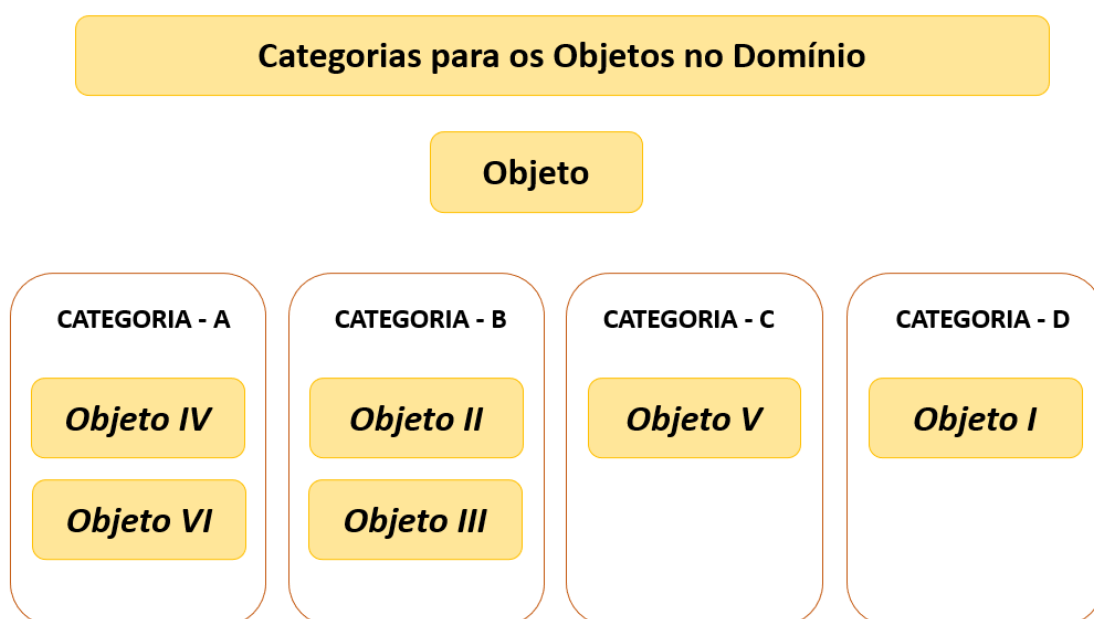 Categorias para os Objetos no Domínio
Objeto
CATEGORIA - A
Objeto IV
Objeto VI
CATEGORIA - B
Objeto II
Objeto III
CATEGORIA - C
Objeto V
CATEGORIA - D
Objeto I